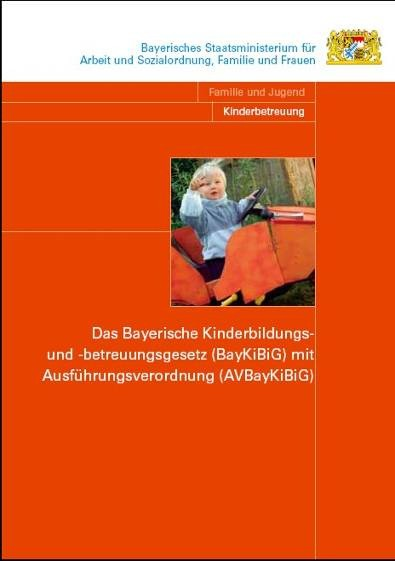 Bayerisches Staatsministerium für
Arbeit und Sozialordnung, Familie und Frauen
Familie und Jugend
Kinderbetreuung
Das Bayerische Kinderbildungs-
und -betreuungsgesetz (BayKiBiG) mit
Ausführungsverordnung (AVBayKiBiG)